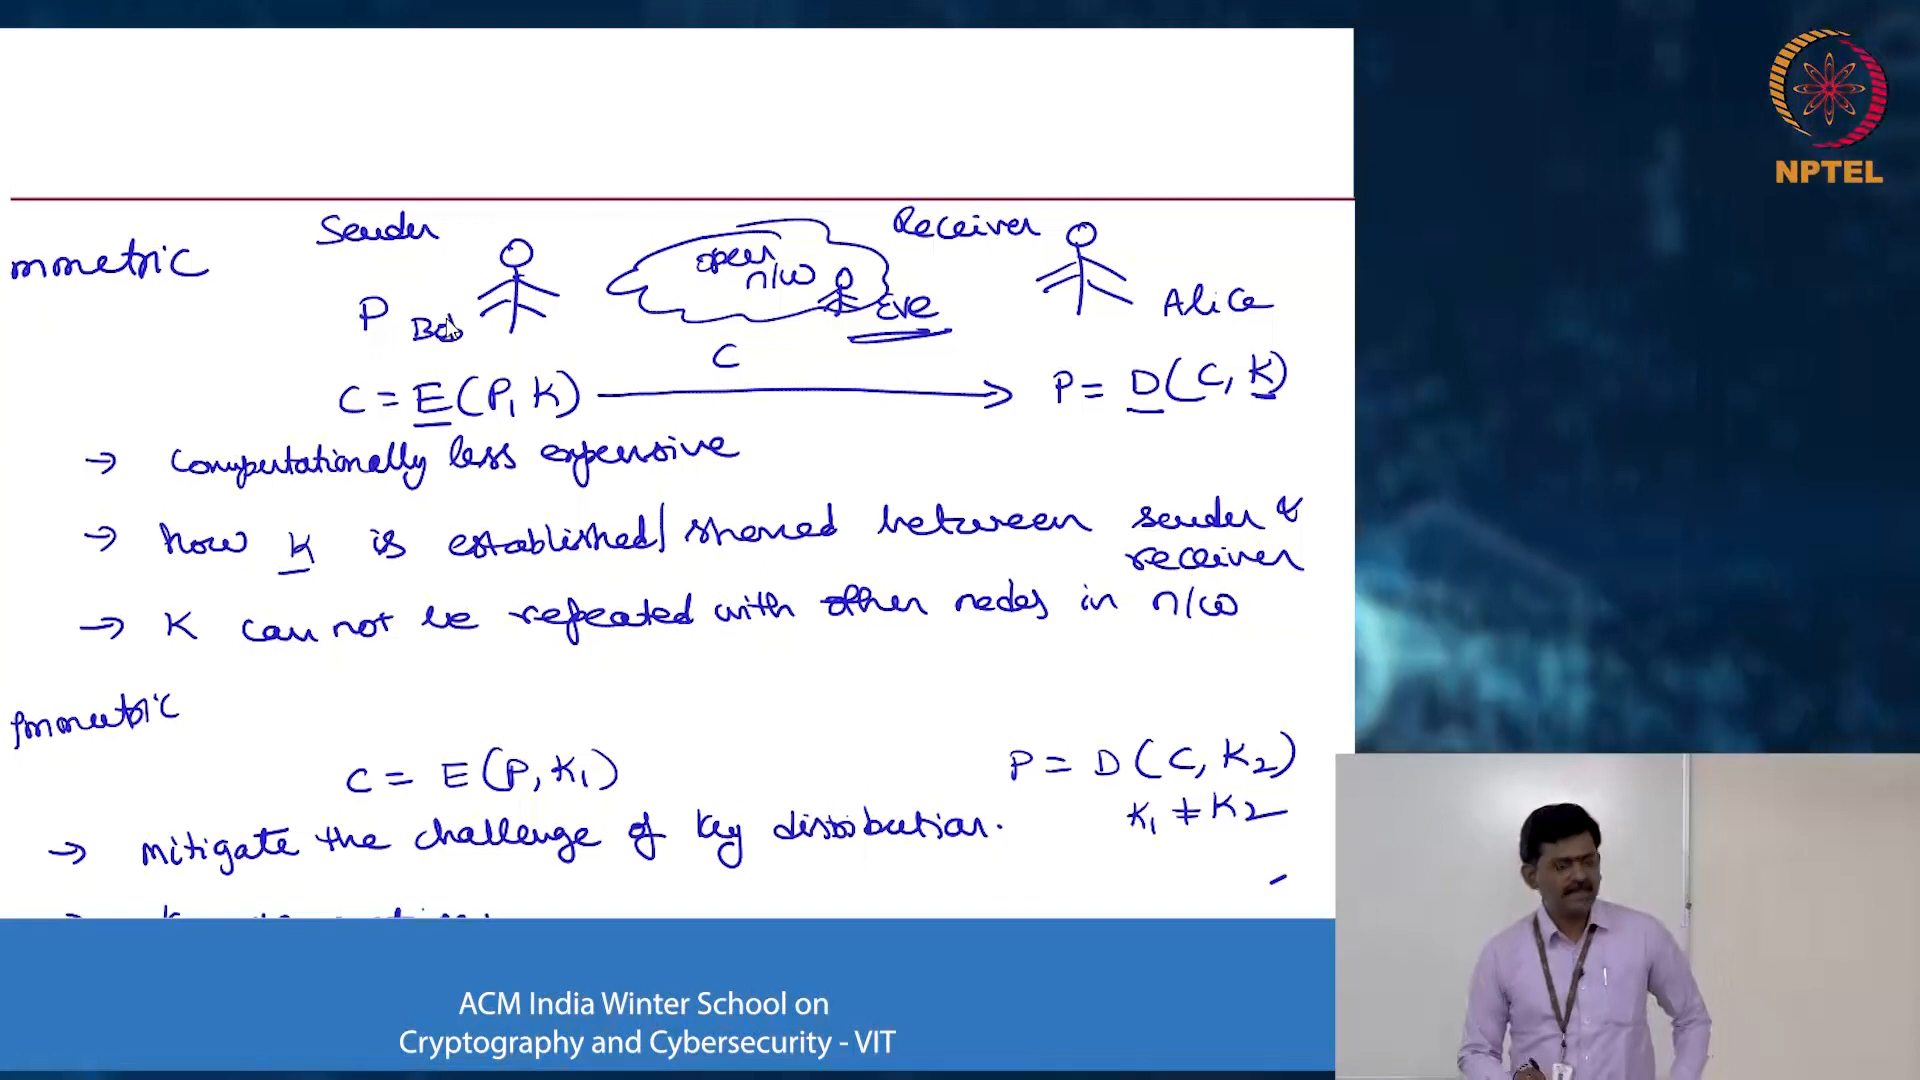 NPTEL
Sender
Receiver
mmetric
open
n/w
P
Bob
Eve
Alice
C
C = E(P, K)
P = D(C, K)
→ computationally less expensive
→ how K is established/shared between sender &
receiver
→ K can not be repeated with other nodes in n/w
mmetric
C = E(P, K1)
P = D(C, K2)
K1 ≠ K2
→ mitigate the challenge of key distribution.
ACM India Winter School on
Cryptography and Cybersecurity - VIT